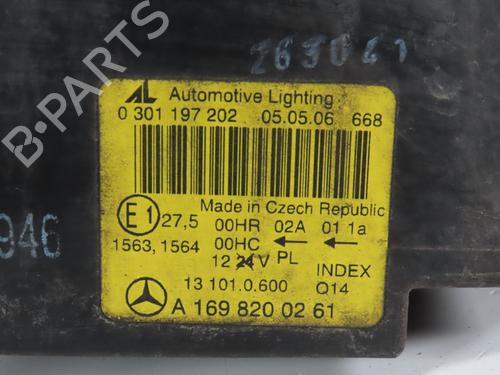 263041
AL Automotive Lighting
0 301 197 202 05.05.06 668
Made in Czech Republic
E1 27,5 00HR 02A 01 1a
1563, 1564 00HC ← ←
12 24V PL INDEX
13 101.0.600 Q14
A 169 820 02 61
946
B-Parts